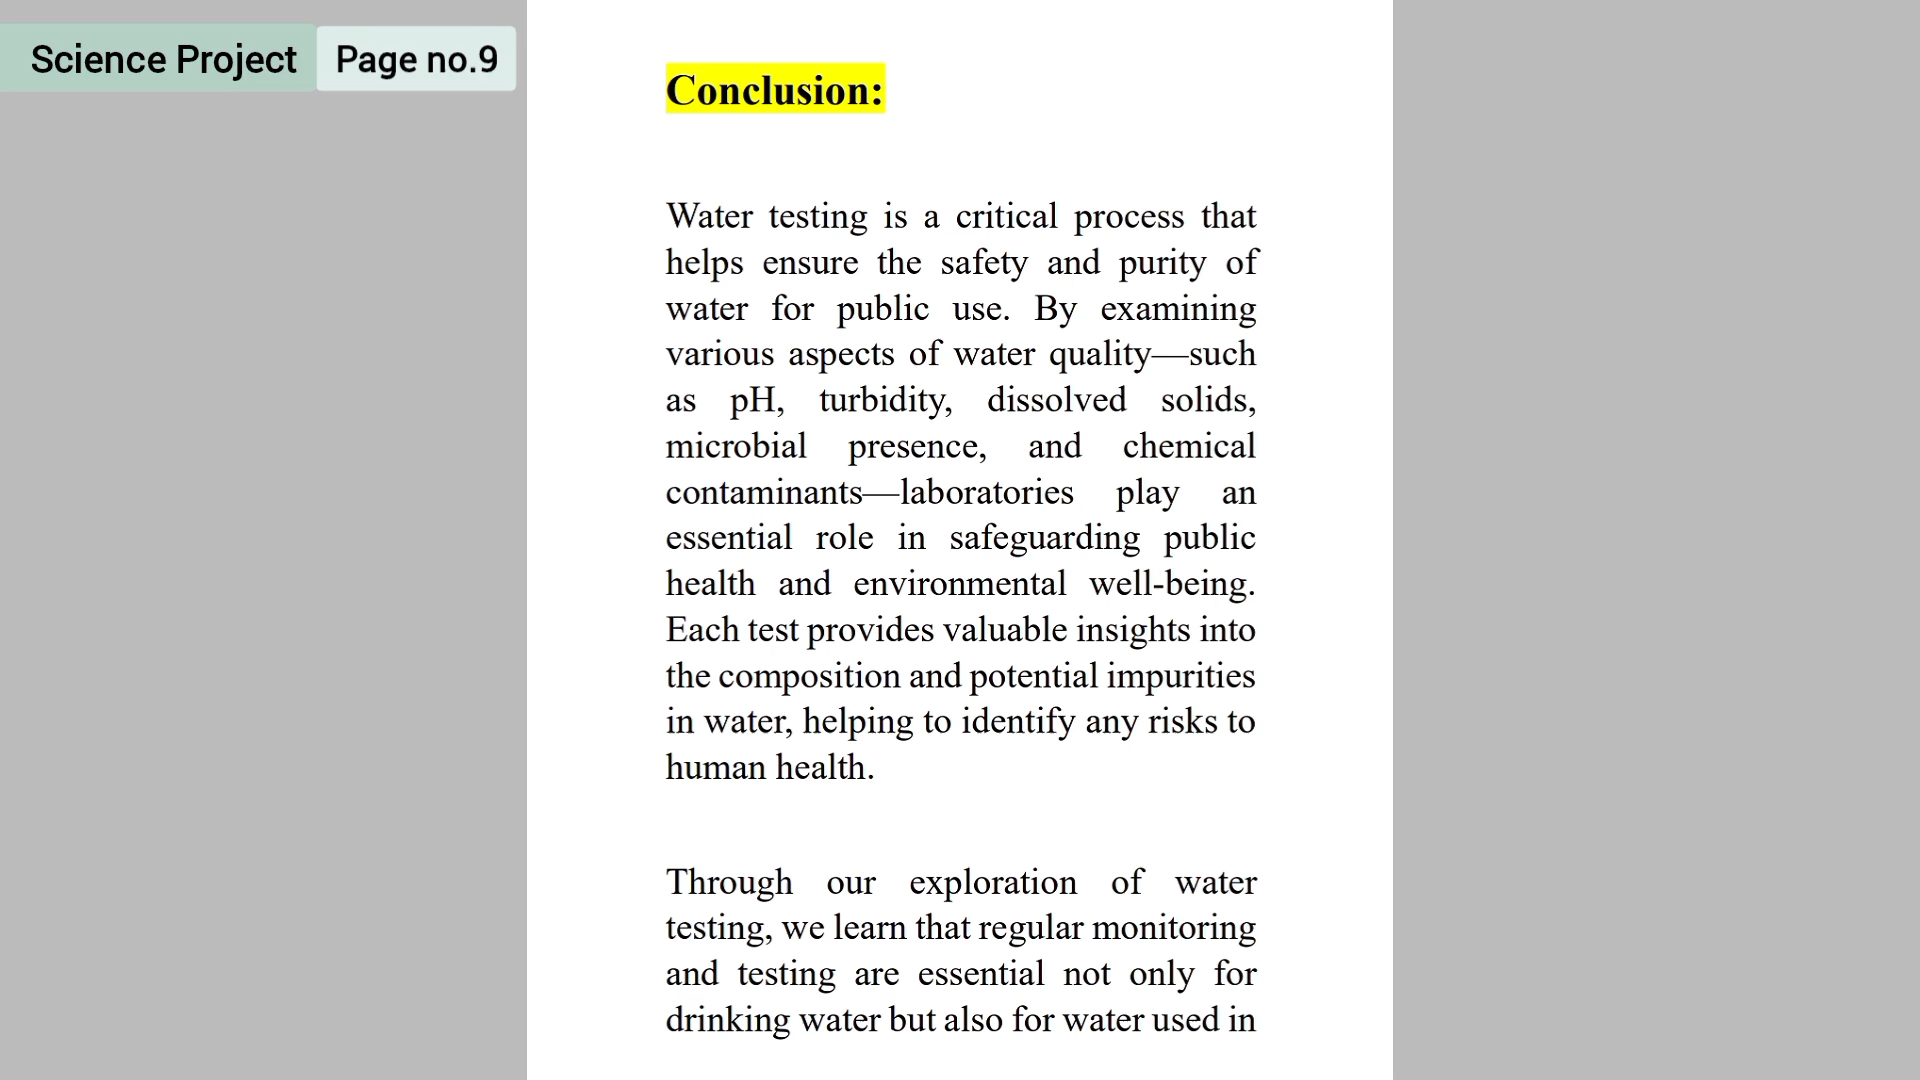 Science Project
Page no.9
Conclusion:
Water testing is a critical process that
helps ensure the safety and purity of
water for public use. By examining
various aspects of water quality—such
as pH, turbidity, dissolved solids,
microbial presence, and chemical
contaminants—laboratories play an
essential role in safeguarding public
health and environmental well-being.
Each test provides valuable insights into
the composition and potential impurities
in water, helping to identify any risks to
human health.
Through our exploration of water
testing, we learn that regular monitoring
and testing are essential not only for
drinking water but also for water used in